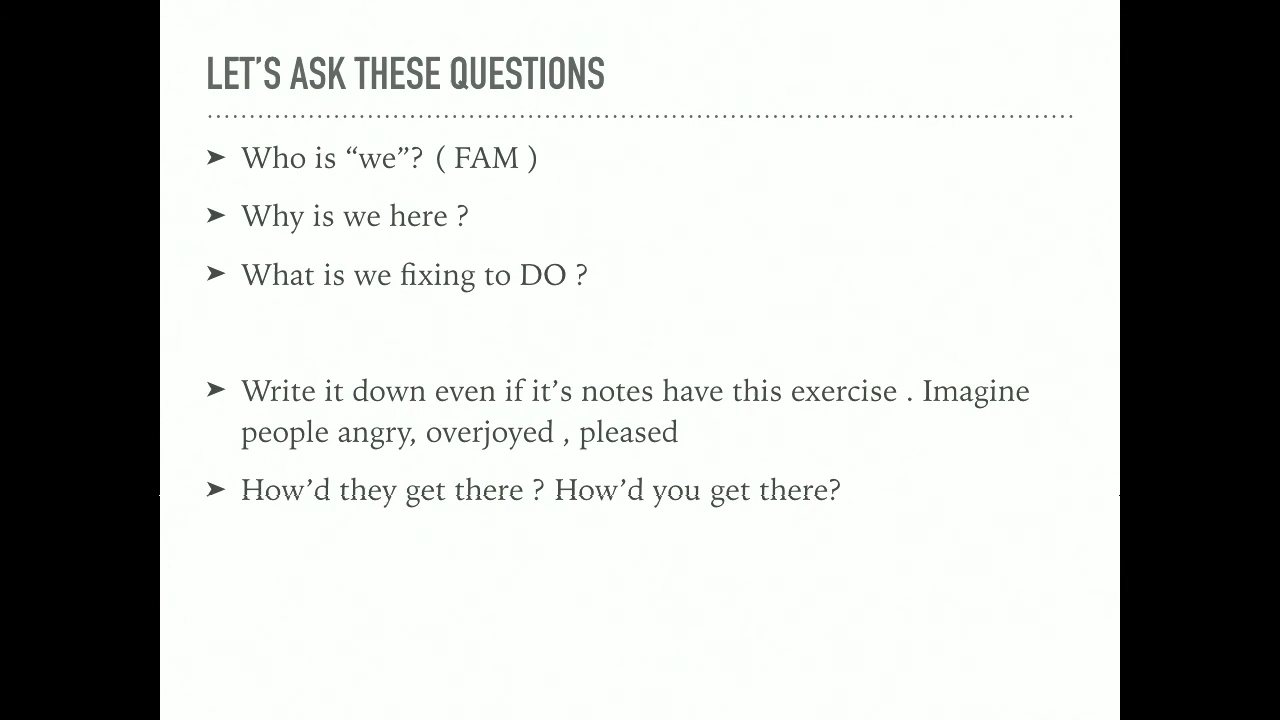 LET’S ASK THESE QUESTIONS
➤ Who is “we”? ( FAM )
➤ Why is we here ?
➤ What is we fixing to DO ?
➤ Write it down even if it’s notes have this exercise . Imagine
people angry, overjoyed , pleased
➤ How’d they get there ? How’d you get there?